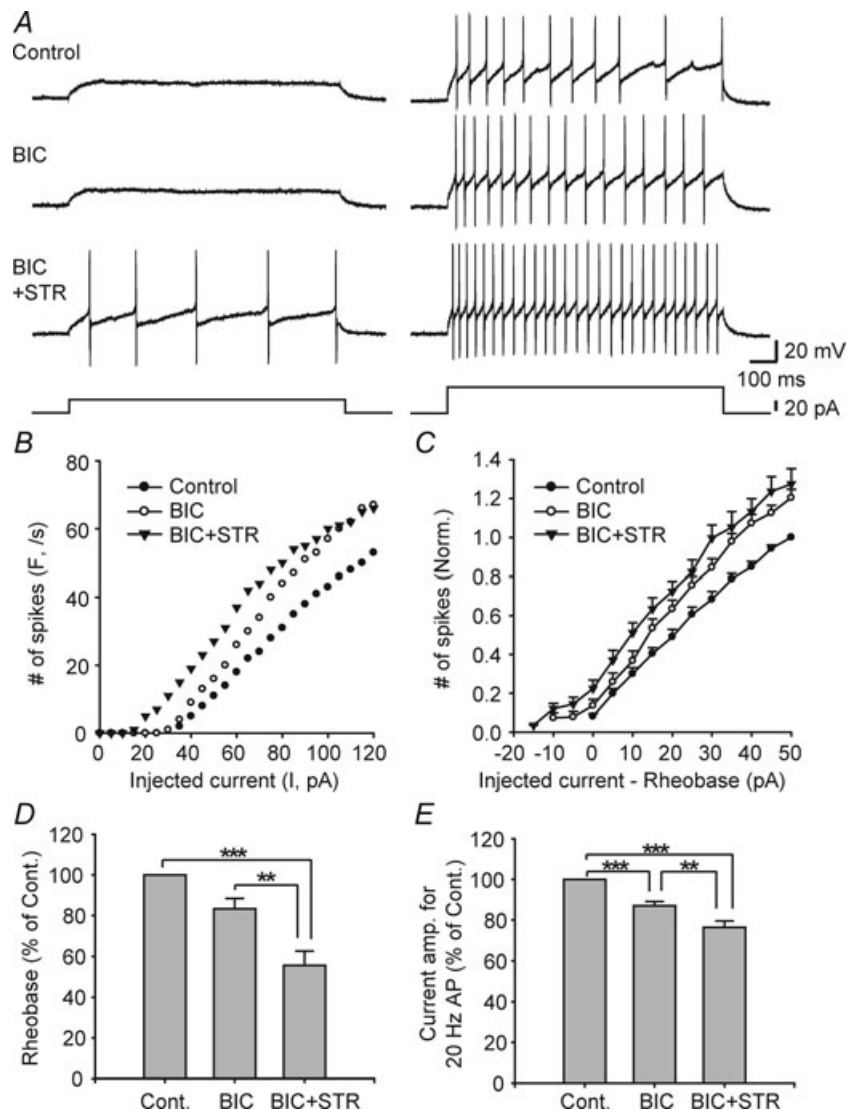 A
Control
BIC
BIC
+STR
20 mV
100 ms
20 pA
B
80
60
40
20
0
# of spikes (F, /s)
Control
BIC
BIC+STR
0 20 40 60 80 100 120
Injected current (I, pA)
C
1.4
1.2
1.0
0.8
0.6
0.4
0.2
0.0
# of spikes (Norm.)
Control
BIC
BIC+STR
-20 -10 0 10 20 30 40 50
Injected current - Rheobase (pA)
D
120
100
80
60
40
20
0
Rheobase (% of Cont.)
***
**
Cont. BIC BIC+STR
E
120
100
80
60
40
20
0
Current amp. for
20 Hz AP (% of Cont.)
***
*** **
Cont. BIC BIC+STR